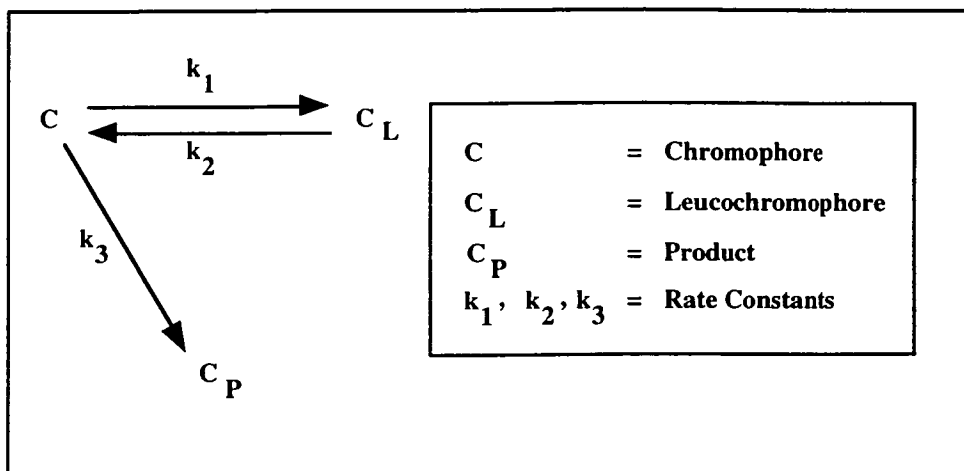 k1
C
CL
k2
k3
CP
C = Chromophore
CL = Leucochromophore
CP = Product
k1, k2, k3 = Rate Constants